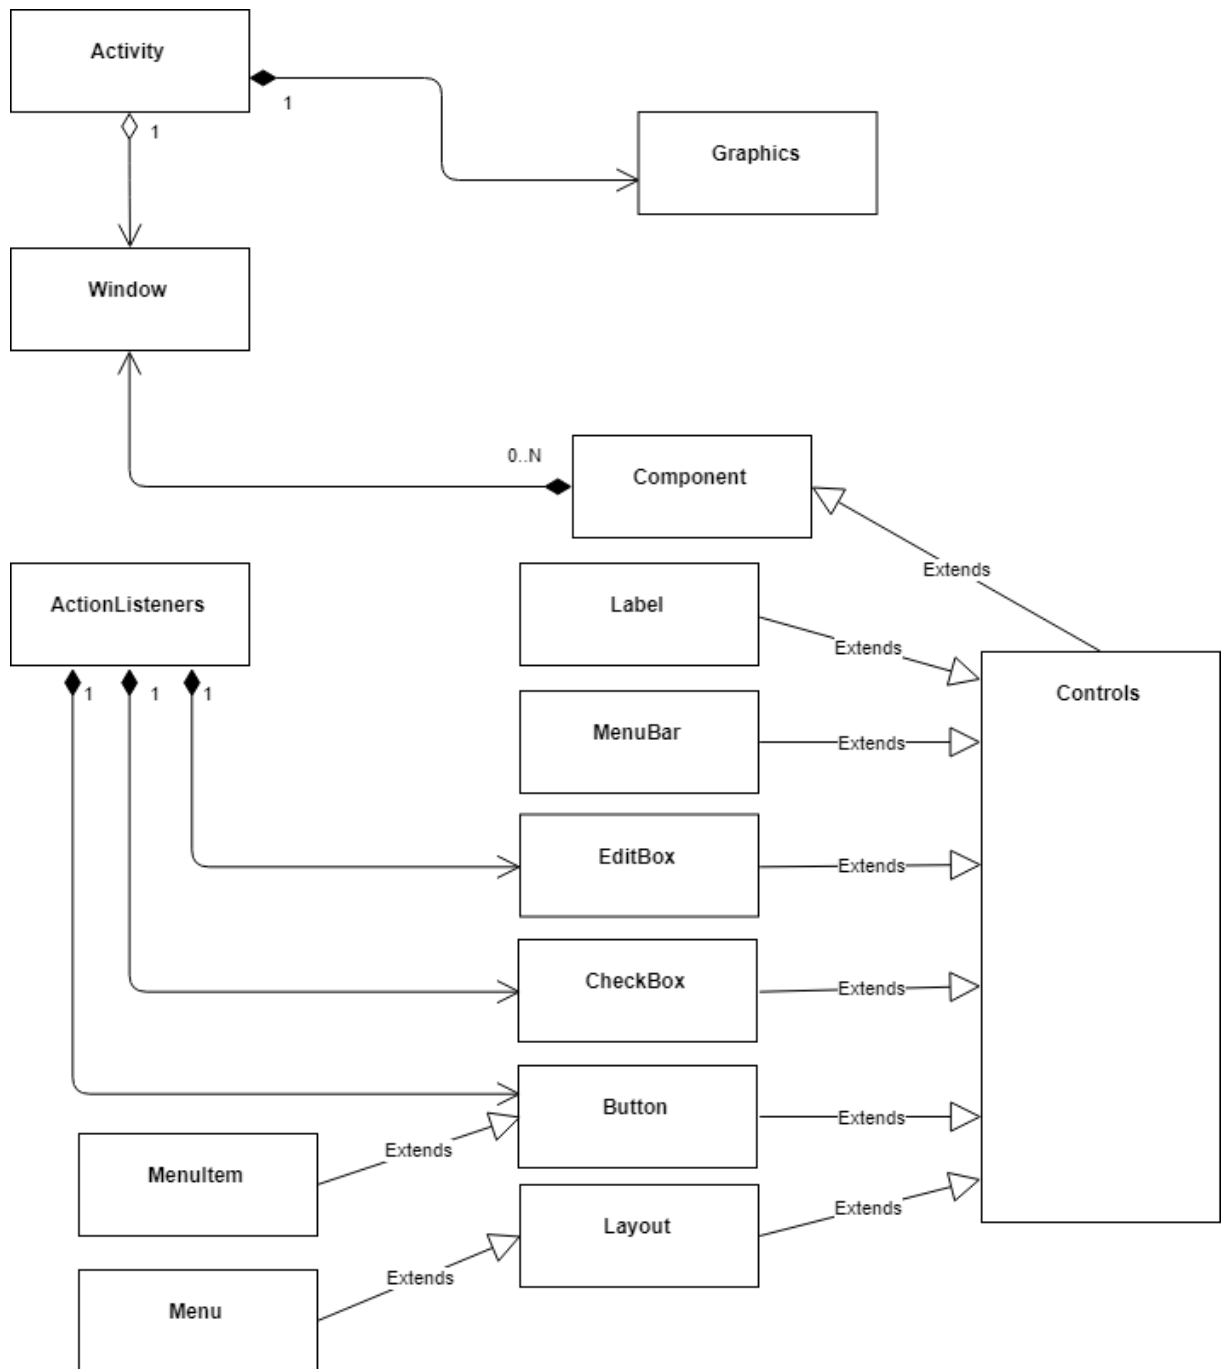 Activity
1
1
Graphics
Window
0..N
Component
Extends
ActionListeners
Label
Extends
1
1
1
Controls
MenuBar
Extends
EditBox
Extends
CheckBox
Extends
Button
Extends
Extends
MenuItem
Layout
Extends
Extends
Menu